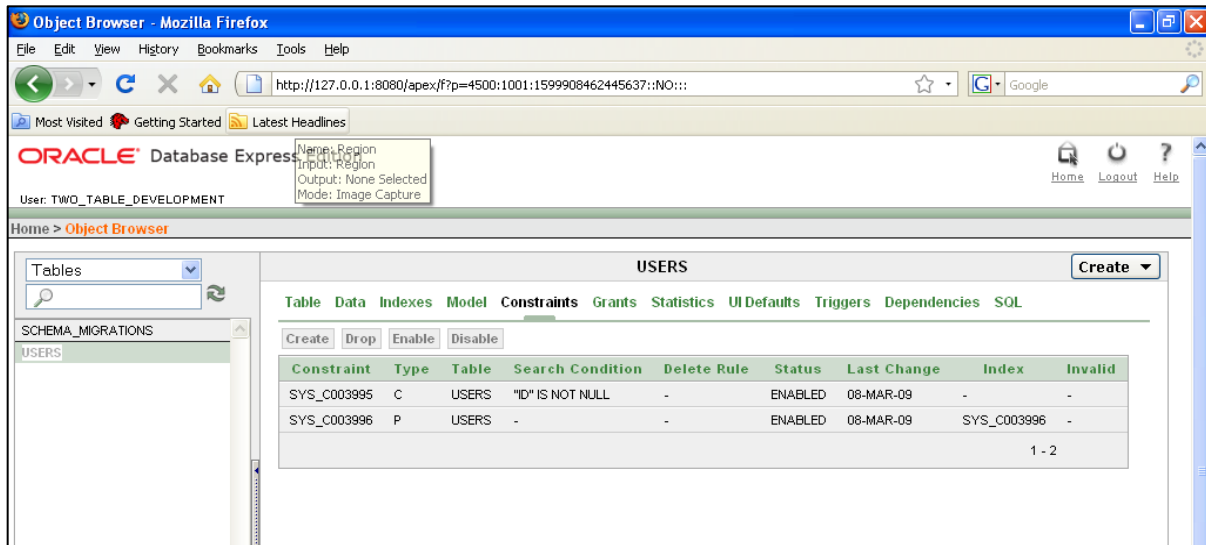 Object Browser - Mozilla Firefox
File Edit View History Bookmarks Tools Help
http://127.0.0.1:8080/apex/f?p=4500:1001:1599908462445637::NO:::
G Google
Most Visited Getting Started Latest Headlines
ORACLE Database Express Edition
Name: Region
Input: Region
Output: None Selected
Mode: Image Capture
Home Logout Help
User: TWO_TABLE_DEVELOPMENT
Home > Object Browser
Tables
USERS
Create
Table Data Indexes Model Constraints Grants Statistics UI Defaults Triggers Dependencies SQL
SCHEMA_MIGRATIONS
USERS
Create Drop Enable Disable
Constraint Type Table Search Condition Delete Rule Status Last Change Index Invalid
SYS_C003995 C USERS "ID" IS NOT NULL - ENABLED 08-MAR-09 - -
SYS_C003996 P USERS - - ENABLED 08-MAR-09 SYS_C003996 -
1 - 2